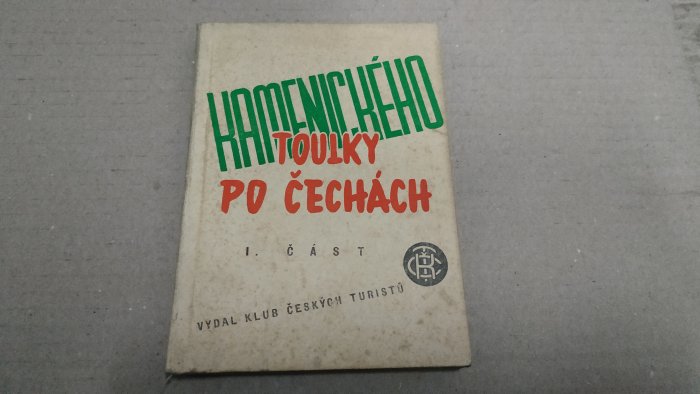 KAMENICKÉHO
TOULKY
PO ČECHÁCH
I. ČÁST
VYDAL KLUB ČESKÝCH TURISTŮ